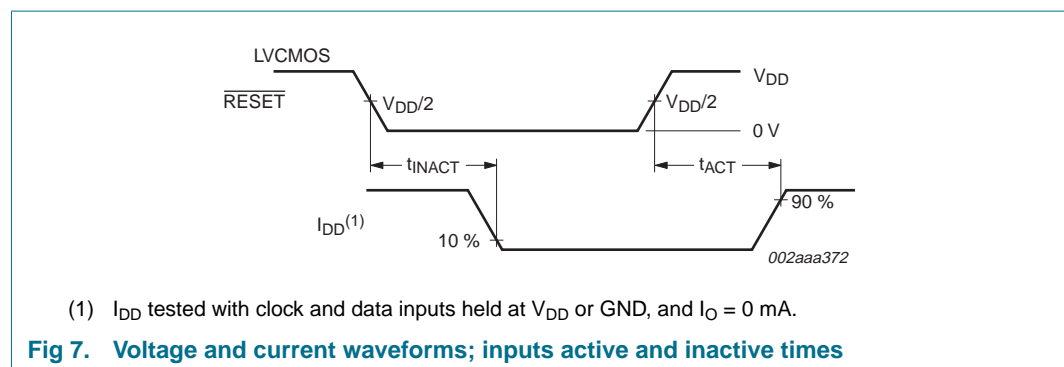 LVCMOS
RESET
VDD/2
VDD/2
VDD
0 V
tINACT
tACT
IDD(1)
10 %
90 %
002aaa372
(1) IDD tested with clock and data inputs held at VDD or GND, and IO = 0 mA.
Fig 7. Voltage and current waveforms; inputs active and inactive times